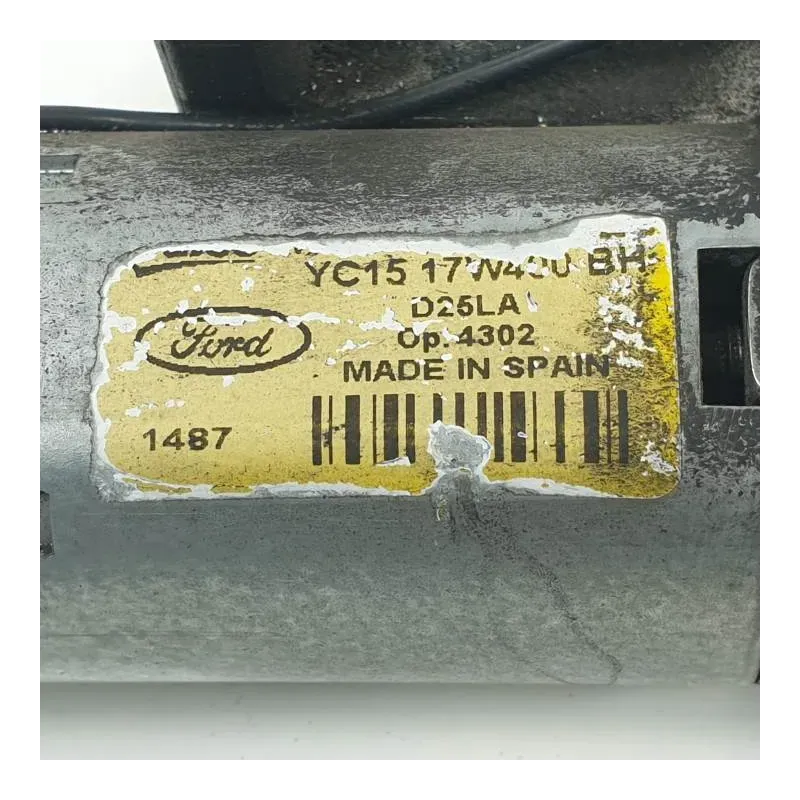 YC15 17W400 BH
D25LA
Ford
Op. 4302
MADE IN SPAIN
1487